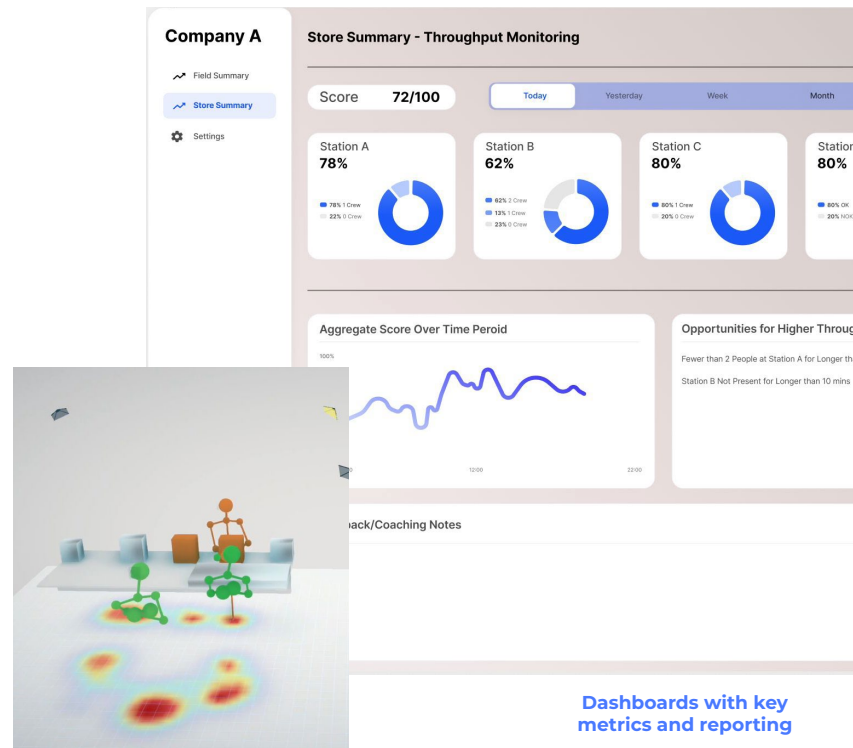 Company A
Field Summary
Store Summary
Settings
Store Summary - Throughput Monitoring
Score 72/100
Today Yesterday Week Month
Station A
78%
78% 1 Crew
22% 0 Crew
Station B
62%
62% 2 Crew
13% 1 Crew
23% 0 Crew
Station C
80%
80% 1 Crew
20% 0 Crew
Station
80%
80% OK
20% NOK
Aggregate Score Over Time Peroid
100%
12:00 22:00
Opportunities for Higher Throug
Fewer than 2 People at Station A for Longer th
Station B Not Present for Longer than 10 mins
back/Coaching Notes
Dashboards with key
metrics and reporting